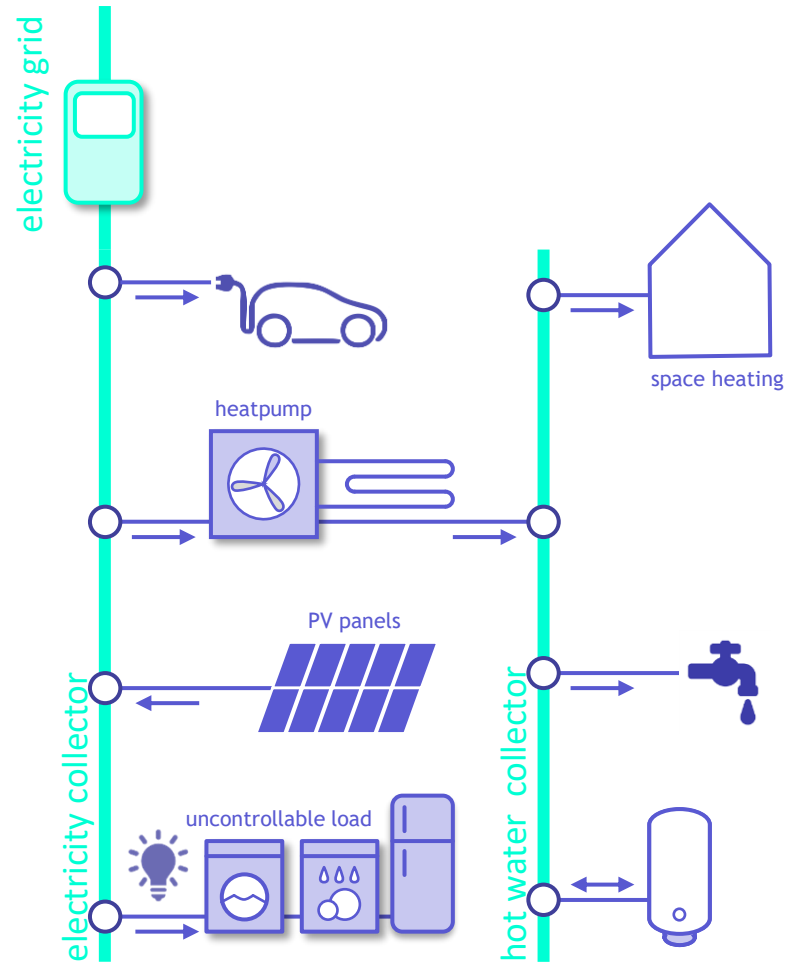 electricity grid
space heating
heatpump
PV panels
electricity collector
hot water collector
uncontrollable load